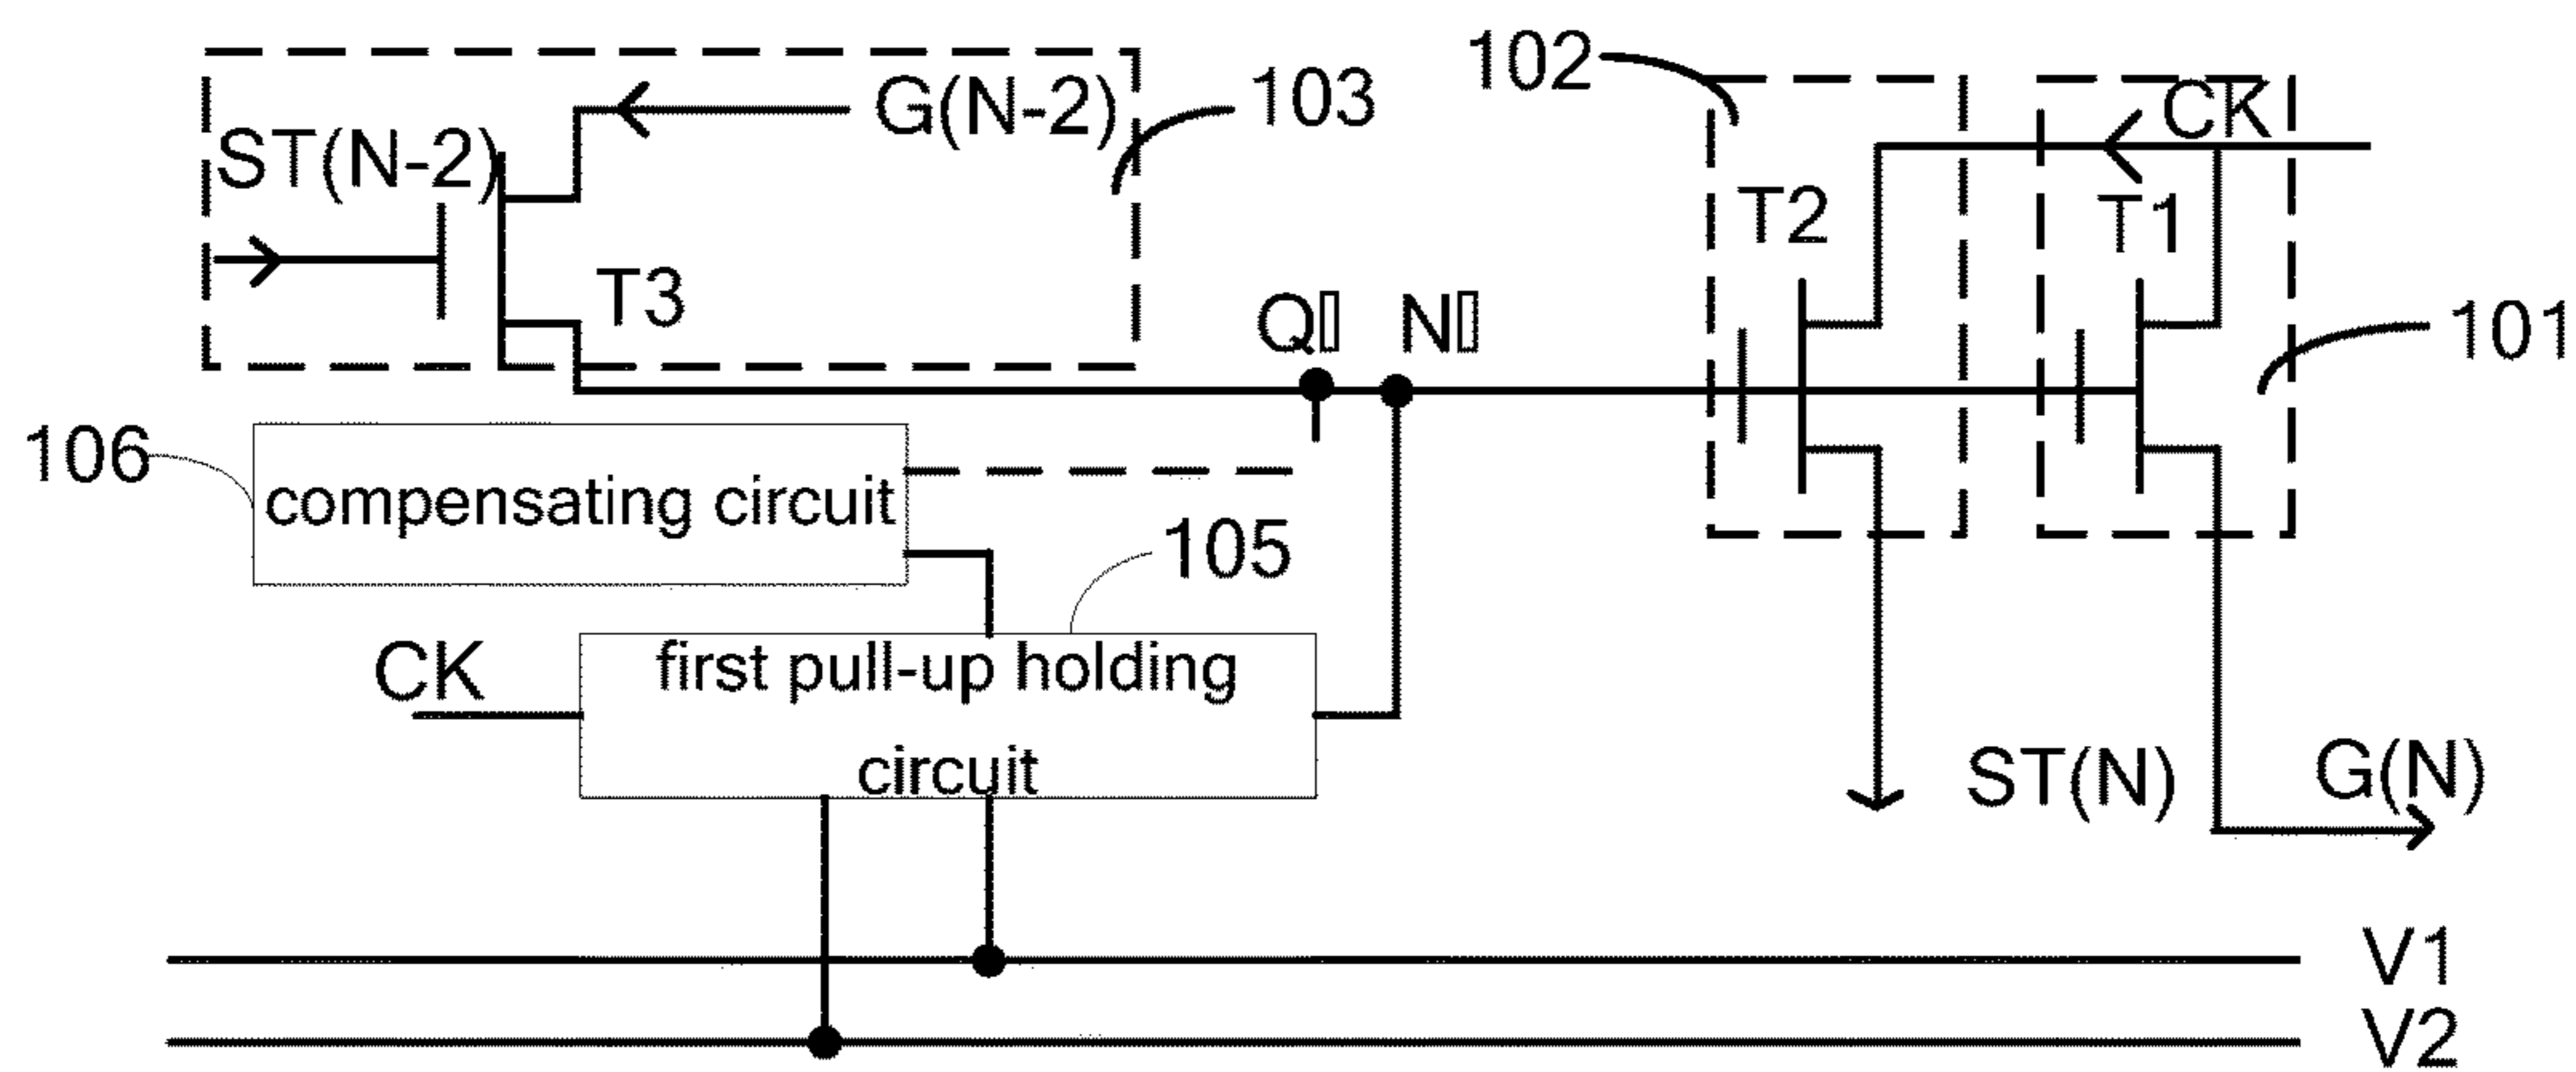 102
103
G(N-2)
CK
ST(N-2)
T2
T1
T3
Q▯ N▯
101
106
compensating circuit
105
CK
first pull-up holding
circuit
ST(N)
G(N)
V1
V2